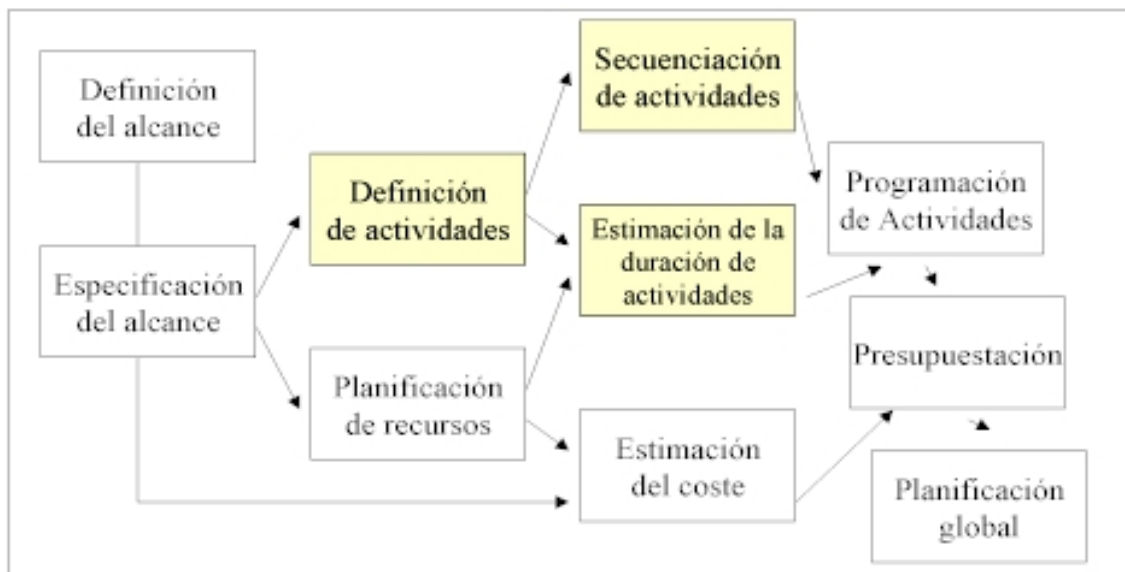 Definición
del alcance
Especificación
del alcance
Definición
de actividades
Planificación
de recursos
Secuenciación
de actividades
Estimación de la
duración de
actividades
Estimación
del coste
Programación
de Actividades
Presupuestación
Planificación
global